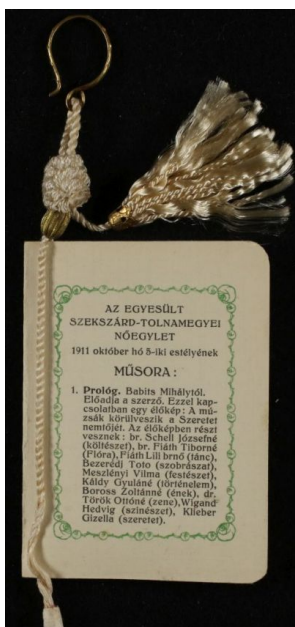 AZ EGYESÜLT
SZEKSZÁRD-TOLNAMEGYEI
NŐEGYLET
1911 október hó 5-iki estélyének
MŰSORA :
1. Prológ. Babits Mihálytól.
Előadja a szerző. Ezzel kap-
csolatban egy élőkép: A mú-
zsák körülveszik a Szeretet
nemtőjét. Az élőképben részt
vesznek: br. Schell Józsefné
(költészet), br. Fiáth Tiborné
(Flóra), Fiáth Lili brnő (tánc),
Bezerédj Toto (szobrászat),
Meszlényi Vilma (festészet),
Káldy Gyuláné (történelem),
Boross Zoltánné (ének), dr.
Török Ottóné (zene), Wigand
Hedvig (színészet), Klieber
Gizella (szeretet).